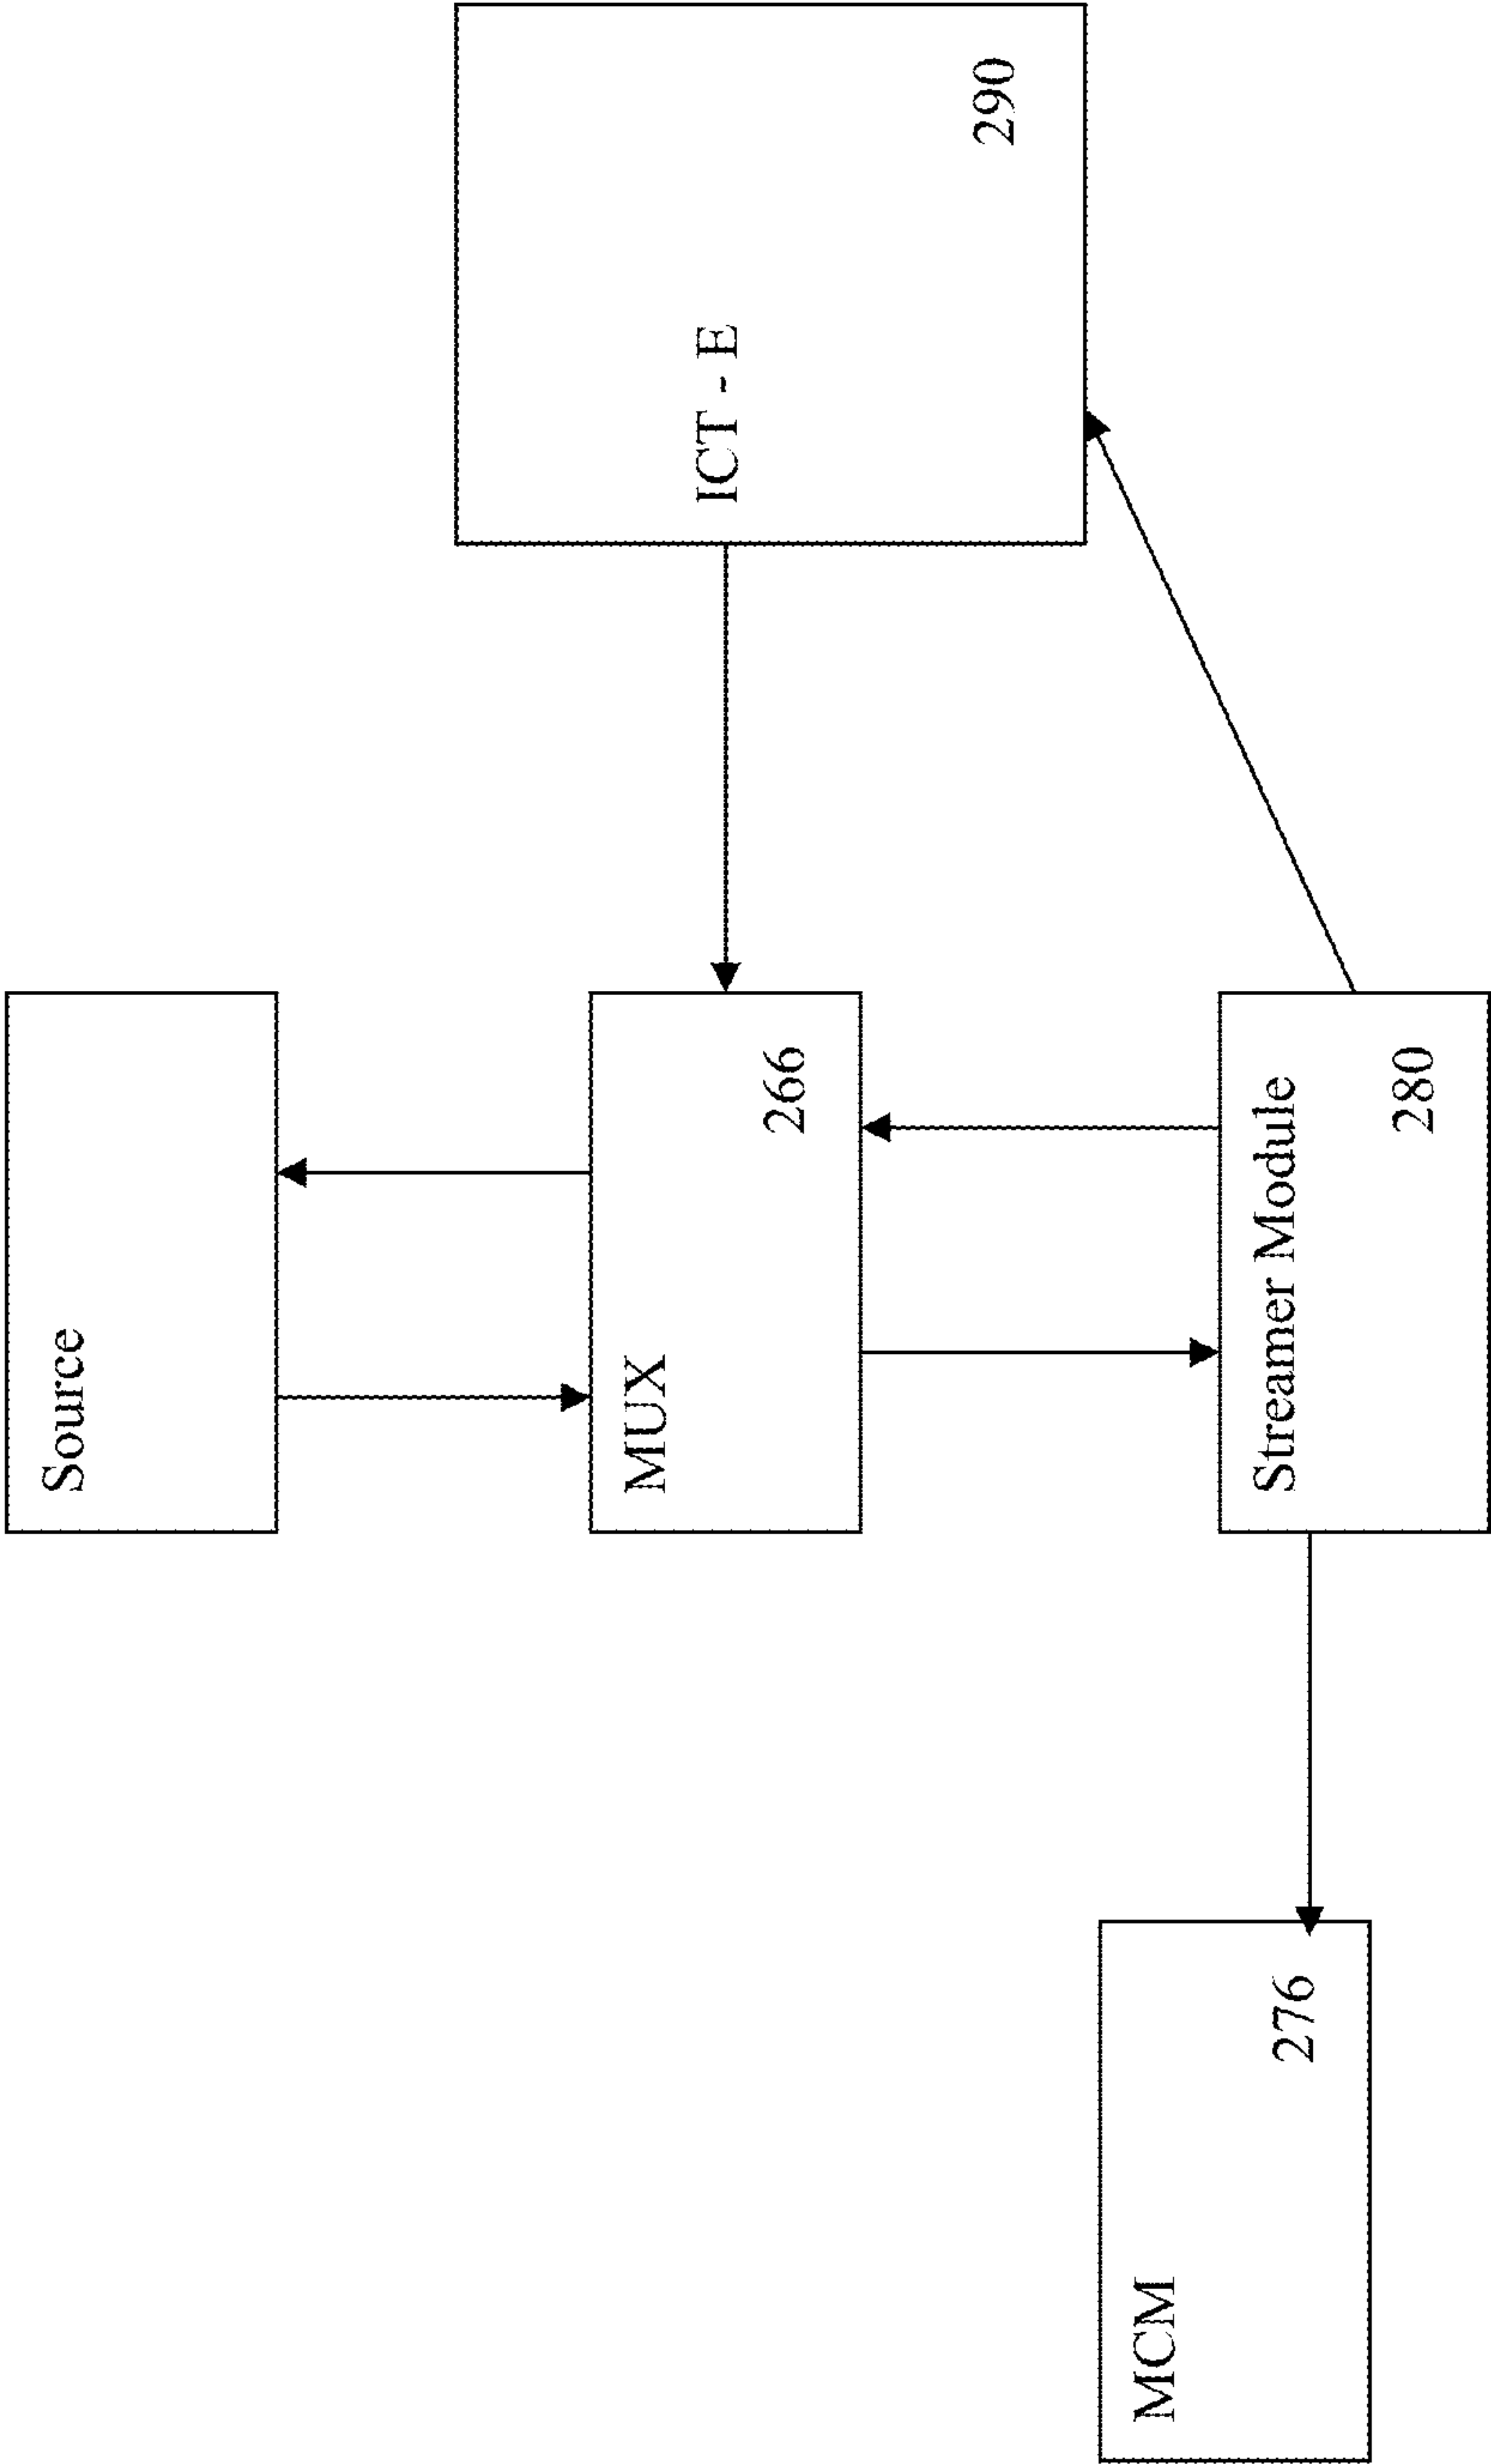 Source
MUX
266
ICT - E
290
MCM
276
Streamer Module
280